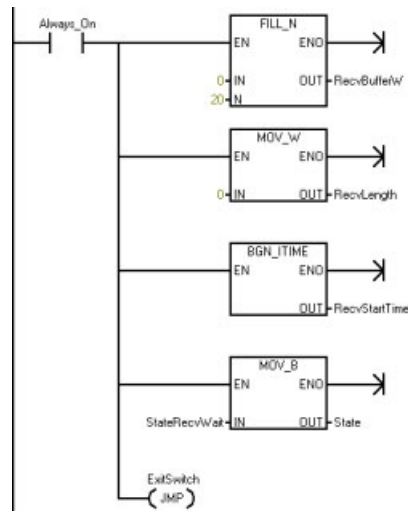 Always_On
FILL_N
EN ENO
0 IN OUT RecvBufferW
20 N
MOV_W
EN ENO
0 IN OUT RecvLength
BGN_ITIME
EN ENO
OUT RecvStartTime
MOV_B
EN ENO
StateRecvWait IN OUT State
ExitSwitch
JMP